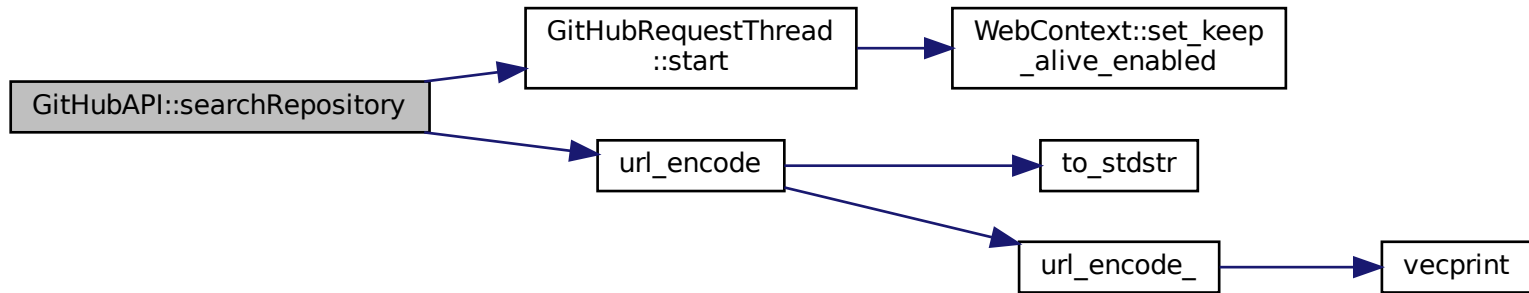 GitHubAPI::searchRepository
GitHubRequestThread
::start
WebContext::set_keep
_alive_enabled
url_encode
to_stdstr
url_encode_
vecprint